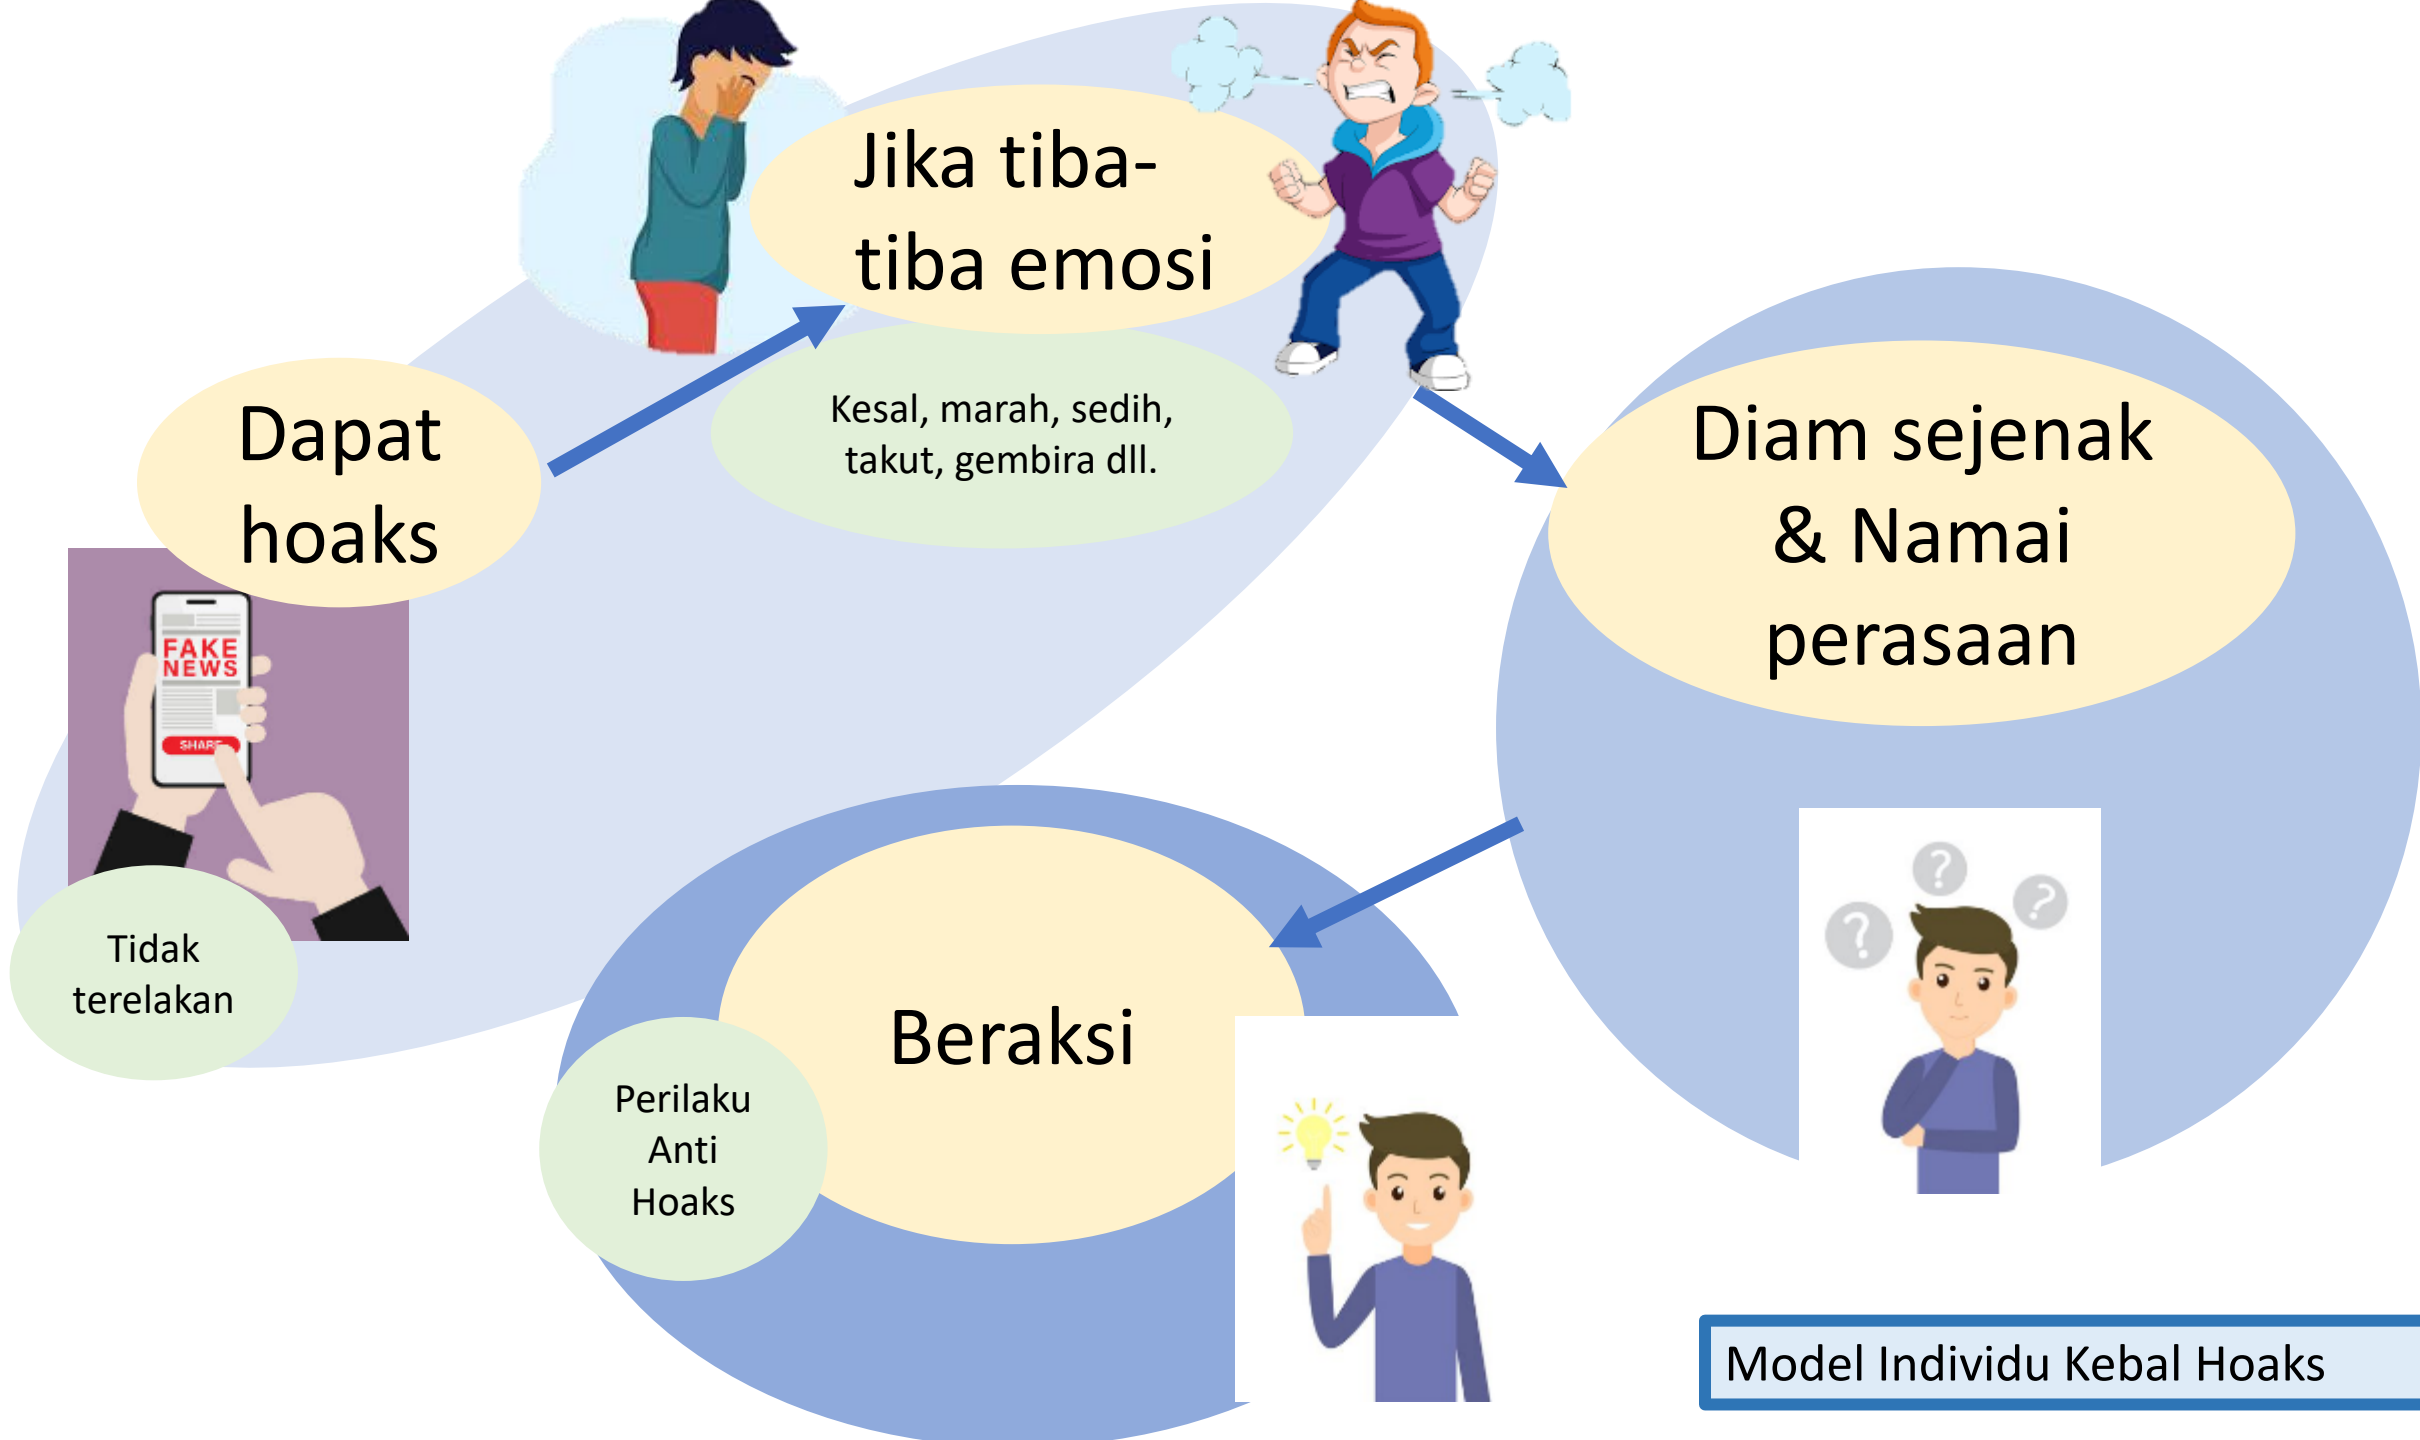 Jika tiba-
tiba emosi
Kesal, marah, sedih,
takut, gembira dll.
Dapat
hoaks
FAKE
NEWS
SHARE
Tidak
terelakan
Diam sejenak
& Namai
perasaan
Beraksi
Perilaku
Anti
Hoaks
? ? ?
Model Individu Kebal Hoaks